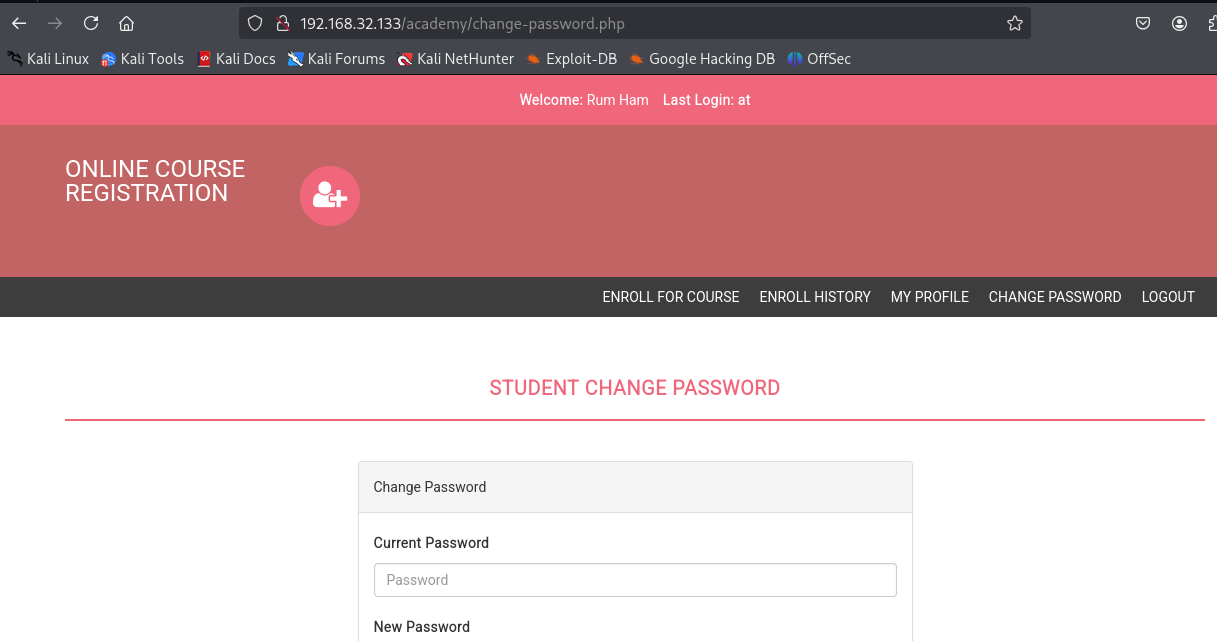 192.168.32.133/academy/change-password.php
Kali Linux Kali Tools Kali Docs Kali Forums Kali NetHunter Exploit-DB Google Hacking DB OffSec
Welcome: Rum Ham Last Login: at
ONLINE COURSE
REGISTRATION
ENROLL FOR COURSE ENROLL HISTORY MY PROFILE CHANGE PASSWORD LOGOUT
STUDENT CHANGE PASSWORD
Change Password
Current Password
Password
New Password